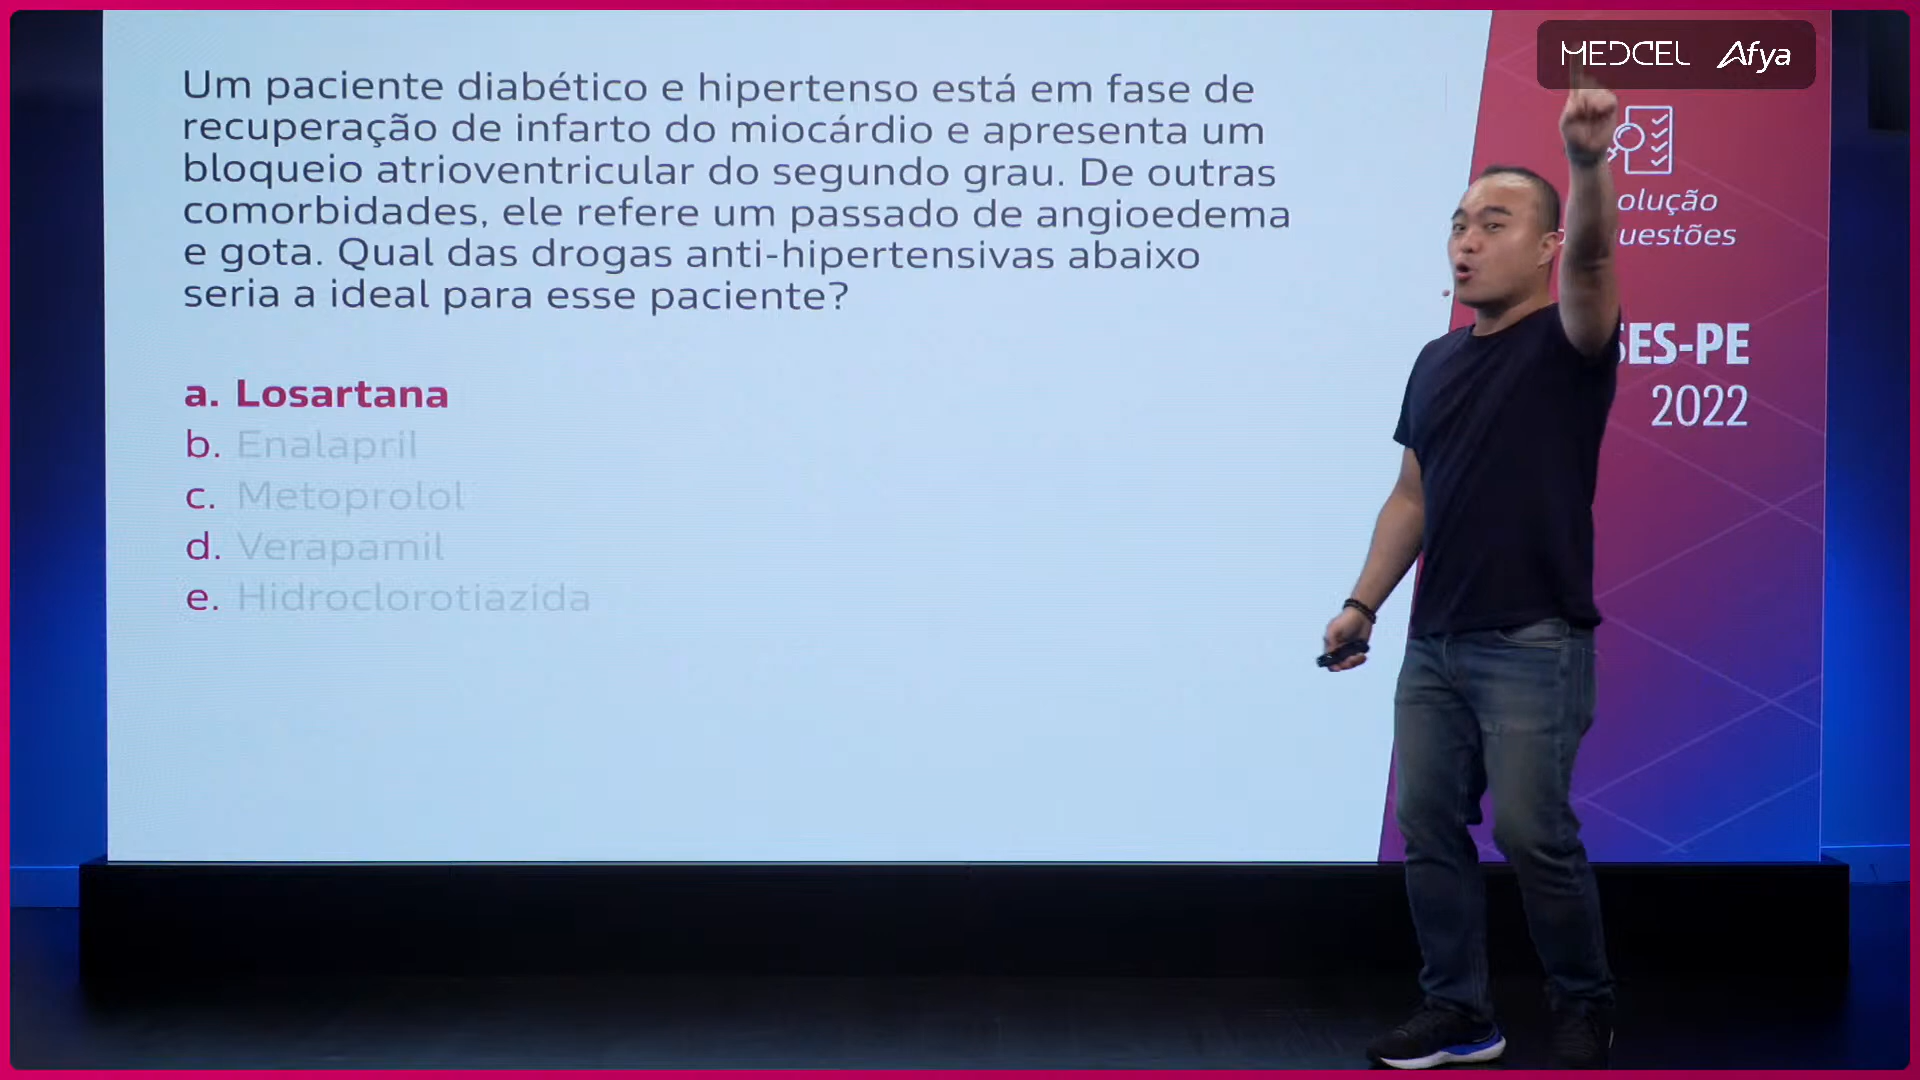 MEDCEL Afya
Um paciente diabético e hipertenso está em fase de
recuperação de infarto do miocárdio e apresenta um
bloqueio atrioventricular do segundo grau. De outras
comorbidades, ele refere um passado de angioedema
e gota. Qual das drogas anti-hipertensivas abaixo
seria a ideal para esse paciente?
a. Losartana
b. Enalapril
c. Metoprolol
d. Verapamil
e. Hidroclorotiazida
olução
uestões
SES-PE
2022